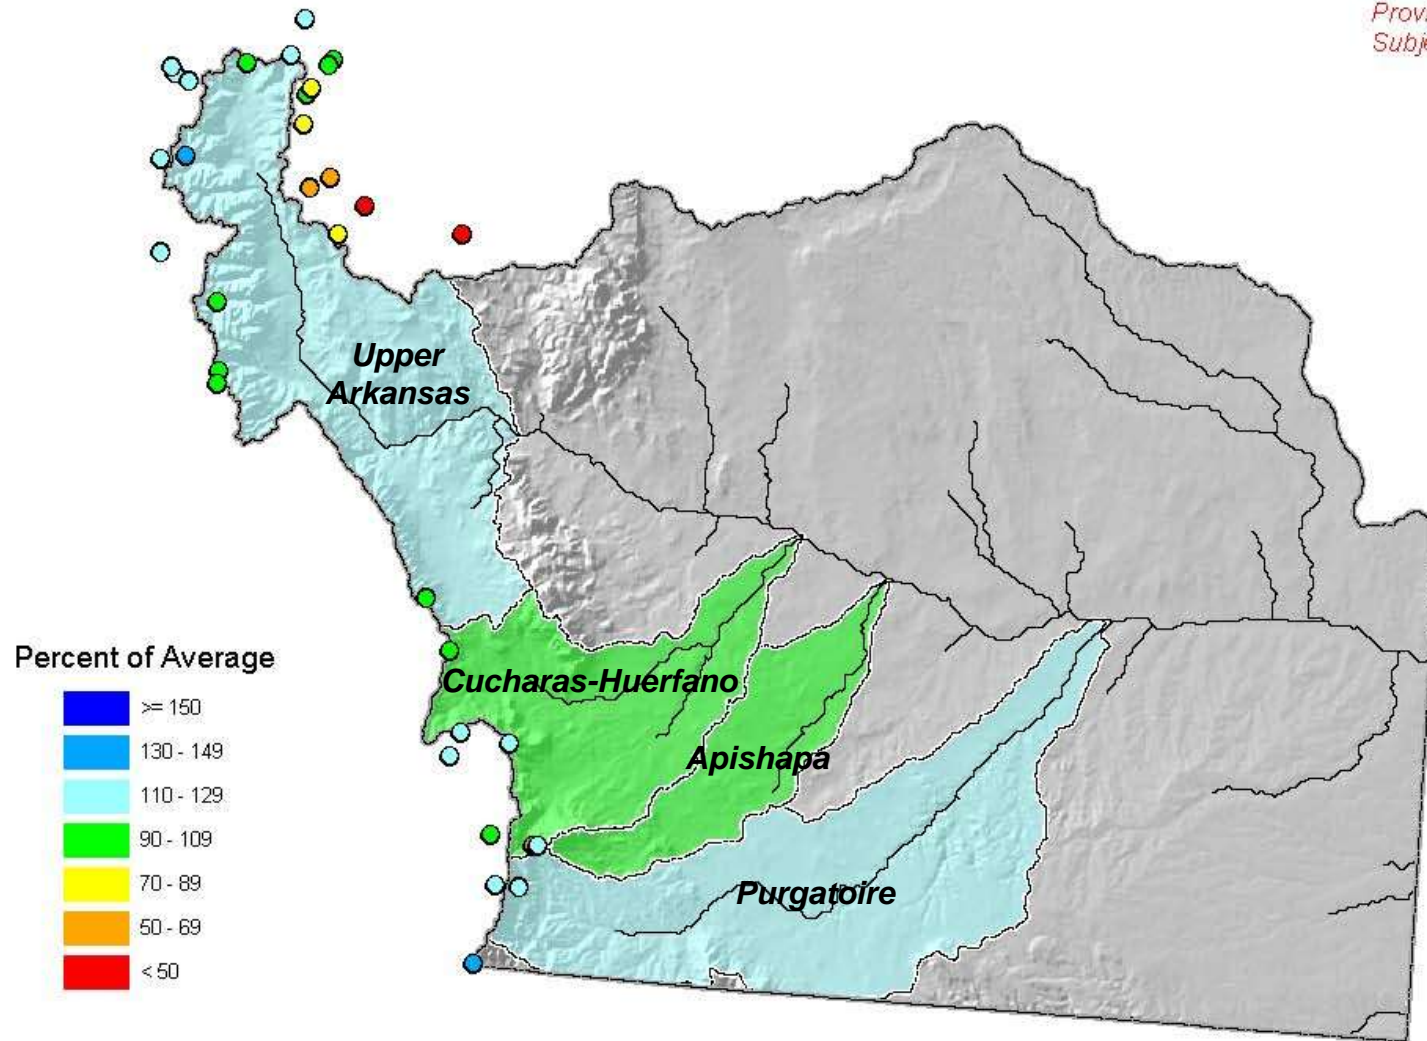 Upper
Arkansas
Cucharas-Huerfano
Apishapa
Purgatoire
Percent of Average
>= 150
130 - 149
110 - 129
90 - 109
70 - 89
50 - 69
< 50